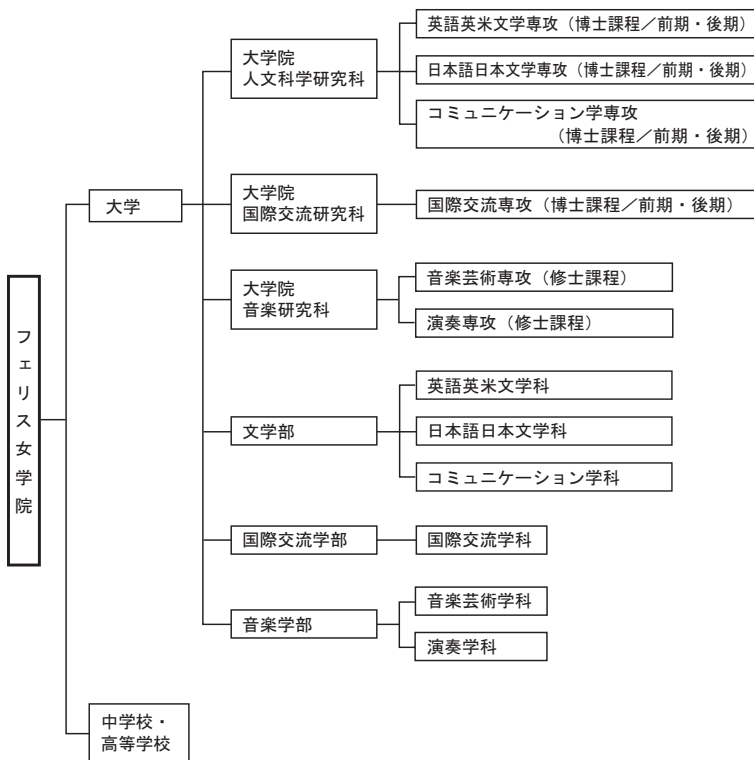 フェリス女学院
大学
大学院
人文科学研究科
英語英米文学専攻（博士課程／前期・後期）
日本語日本文学専攻（博士課程／前期・後期）
コミュニケーション学専攻
（博士課程／前期・後期）
大学院
国際交流研究科
国際交流専攻（博士課程／前期・後期）
大学院
音楽研究科
音楽芸術専攻（修士課程）
演奏専攻（修士課程）
文学部
英語英米文学科
日本語日本文学科
コミュニケーション学科
国際交流学部
国際交流学科
音楽学部
音楽芸術学科
演奏学科
中学校・
高等学校